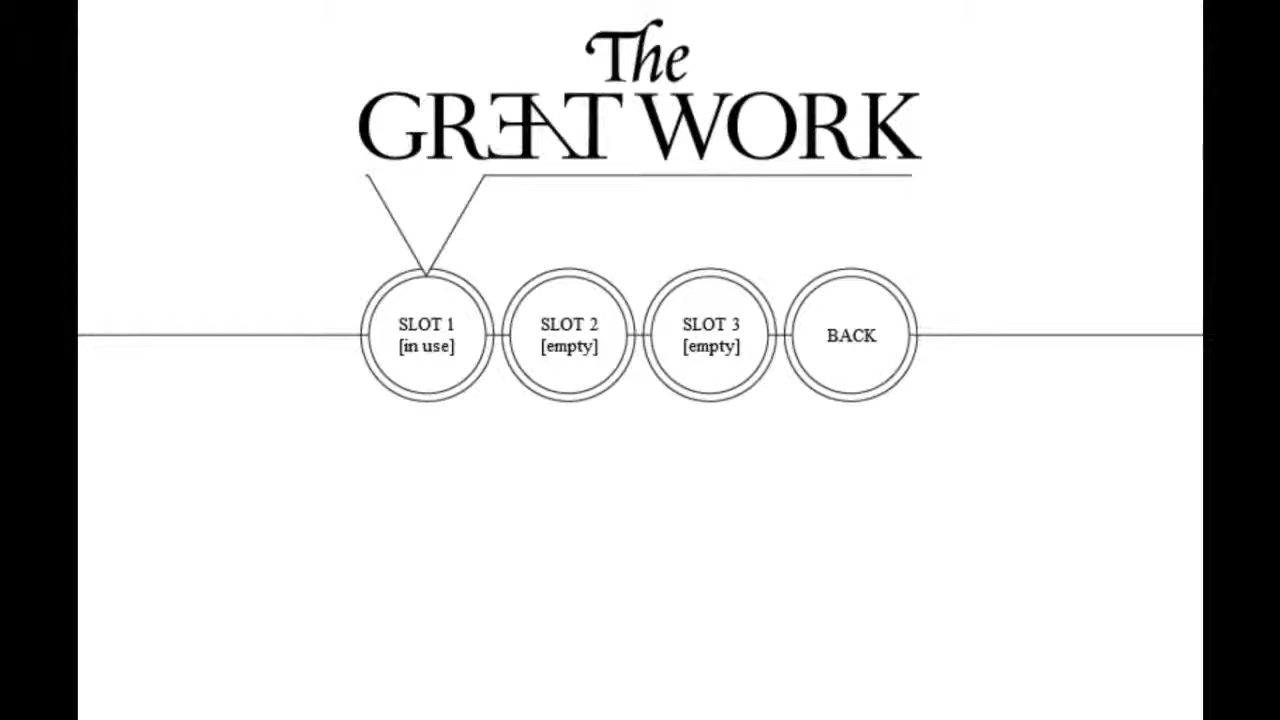 The
GREAT WORK
SLOT 1
[in use]
SLOT 2
[empty]
SLOT 3
[empty]
BACK